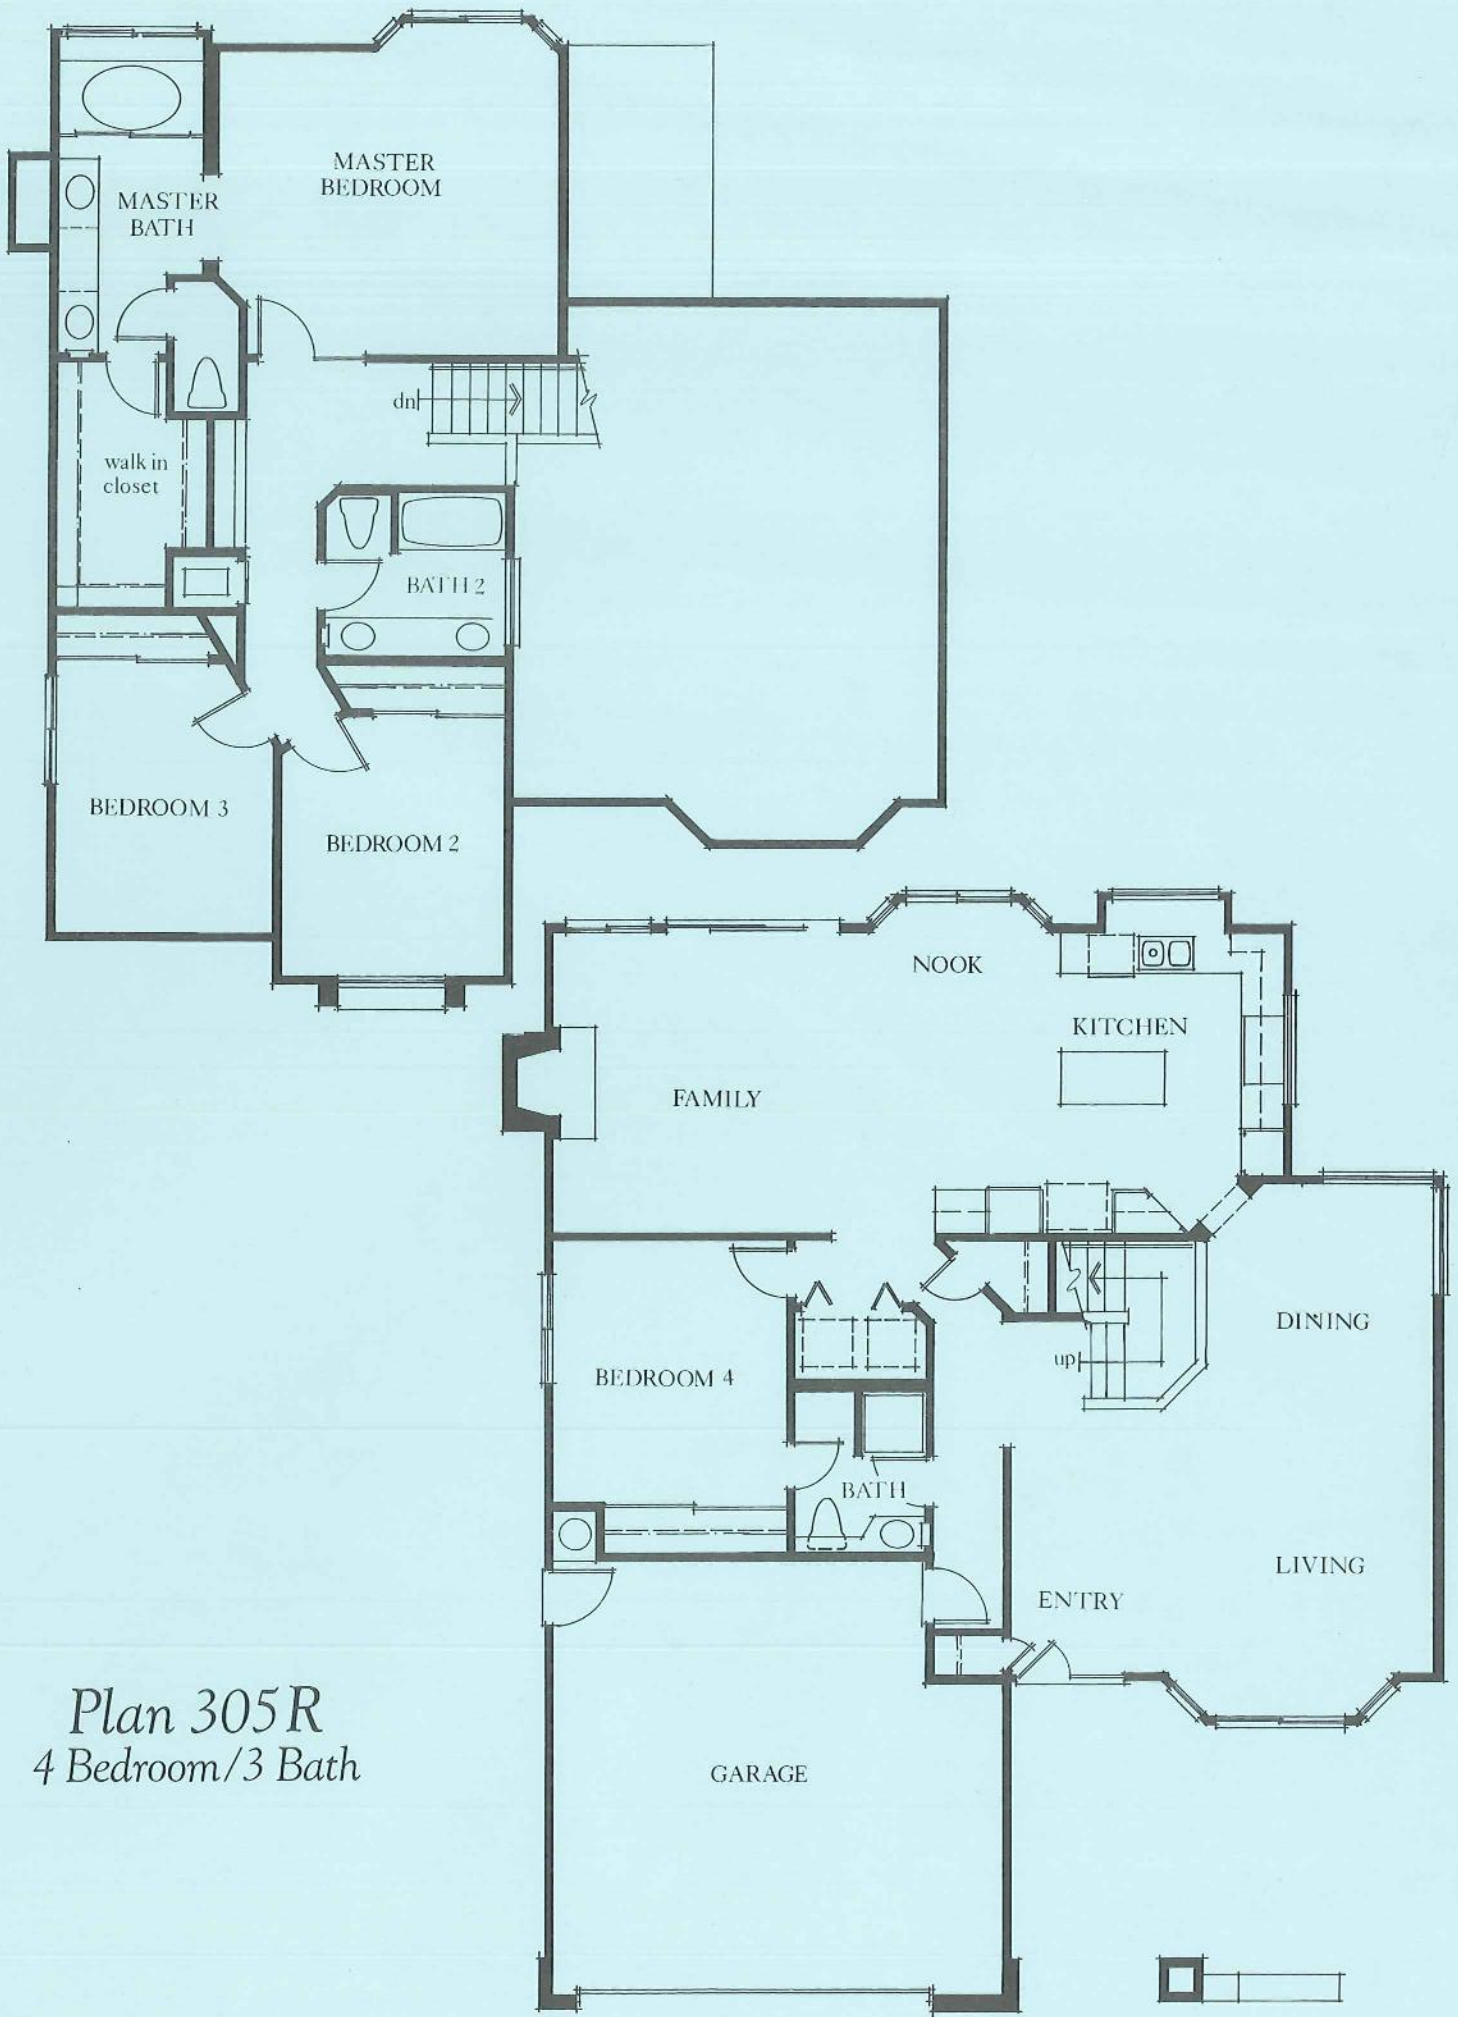 MASTER
BEDROOM
MASTER
BATH
dn
walk in
closet
BATH 2
BEDROOM 3
BEDROOM 2
NOOK
KITCHEN
FAMILY
DINING
up
BEDROOM 4
BATH
LIVING
ENTRY
Plan 305R
4 Bedroom/3 Bath
GARAGE